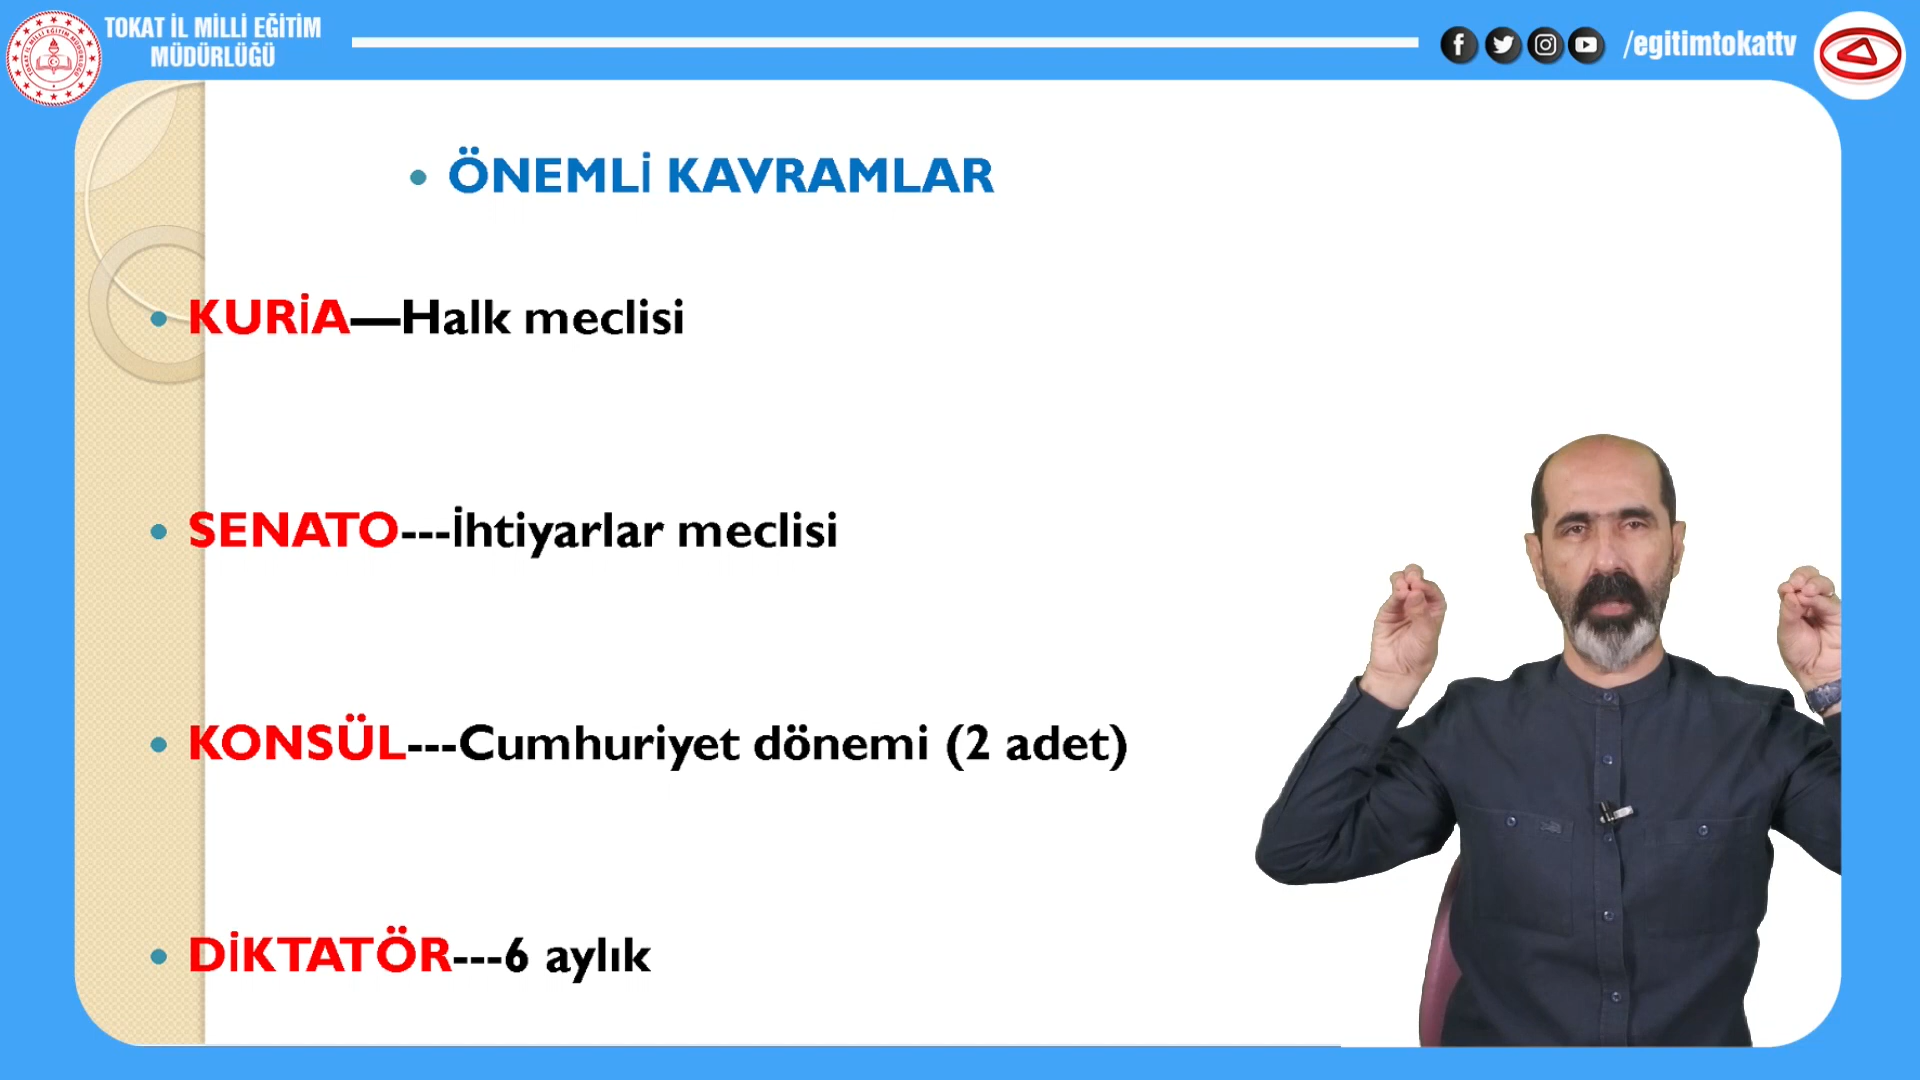 TOKAT İL MİLLİ EĞİTİM
MÜDÜRLÜĞÜ
/egitimtokattv
• ÖNEMLİ KAVRAMLAR
• KURİA—Halk meclisi
• SENATO---İhtiyarlar meclisi
• KONSÜL---Cumhuriyet dönemi (2 adet)
• DİKTATÖR---6 aylık